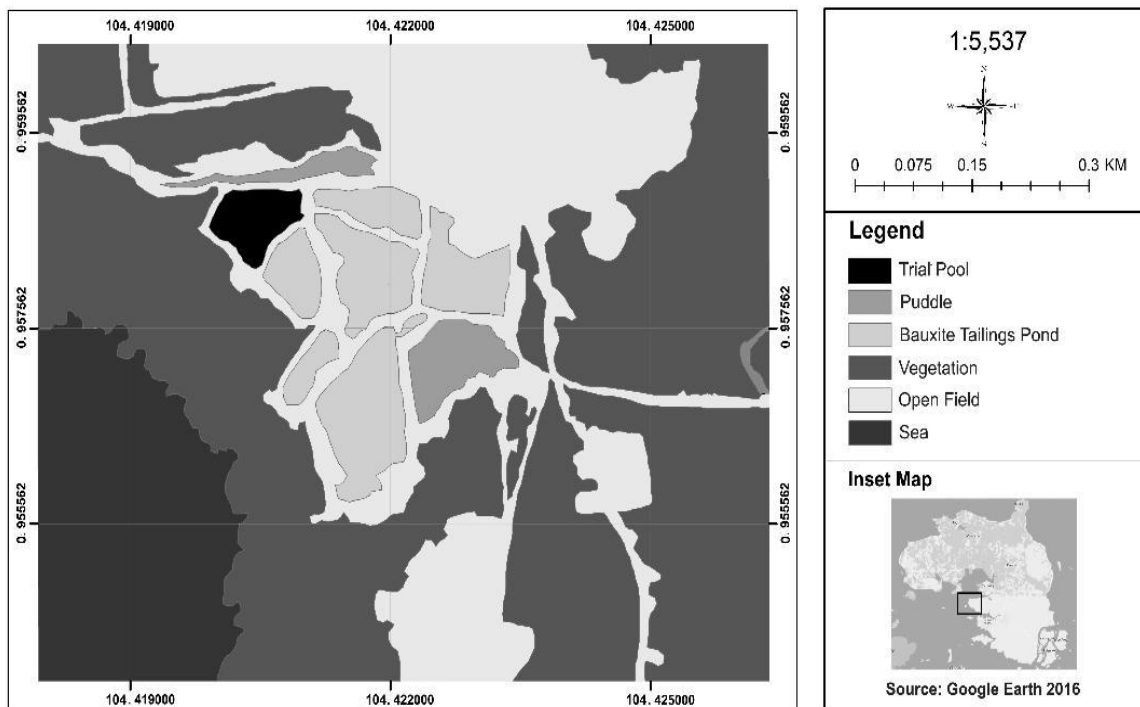 104. 419000
104. 422000
104. 425000
0. 959562
0. 959562
0. 957562
0. 957562
0. 955562
0. 955562
104. 419000
104. 422000
104. 425000
1:5,537
N
W
S
0
0.075
0.15
0.3 KM
Legend
Trial Pool
Puddle
Bauxite Tailings Pond
Vegetation
Open Field
Sea
Inset Map
Source: Google Earth 2016